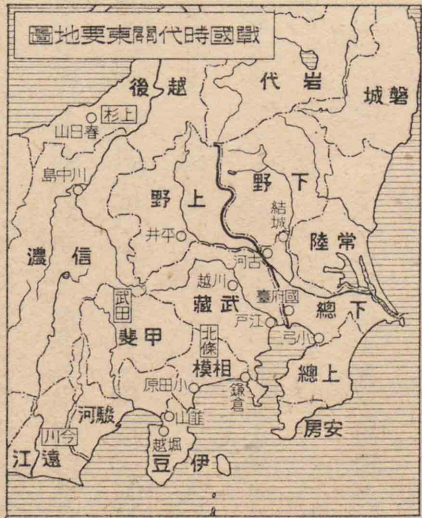 戰國時代關東要地圖
越後
岩代
磐城
上杉
春日山
川中島
上野
下野
結城
常陸
信濃
平井
古河
川越
武田
武藏
國府臺
下總
甲斐
江戸
小弓
北條
相模
上總
小田原
鎌倉
駿河
韮山
安房
今川
堀越
遠江
伊豆